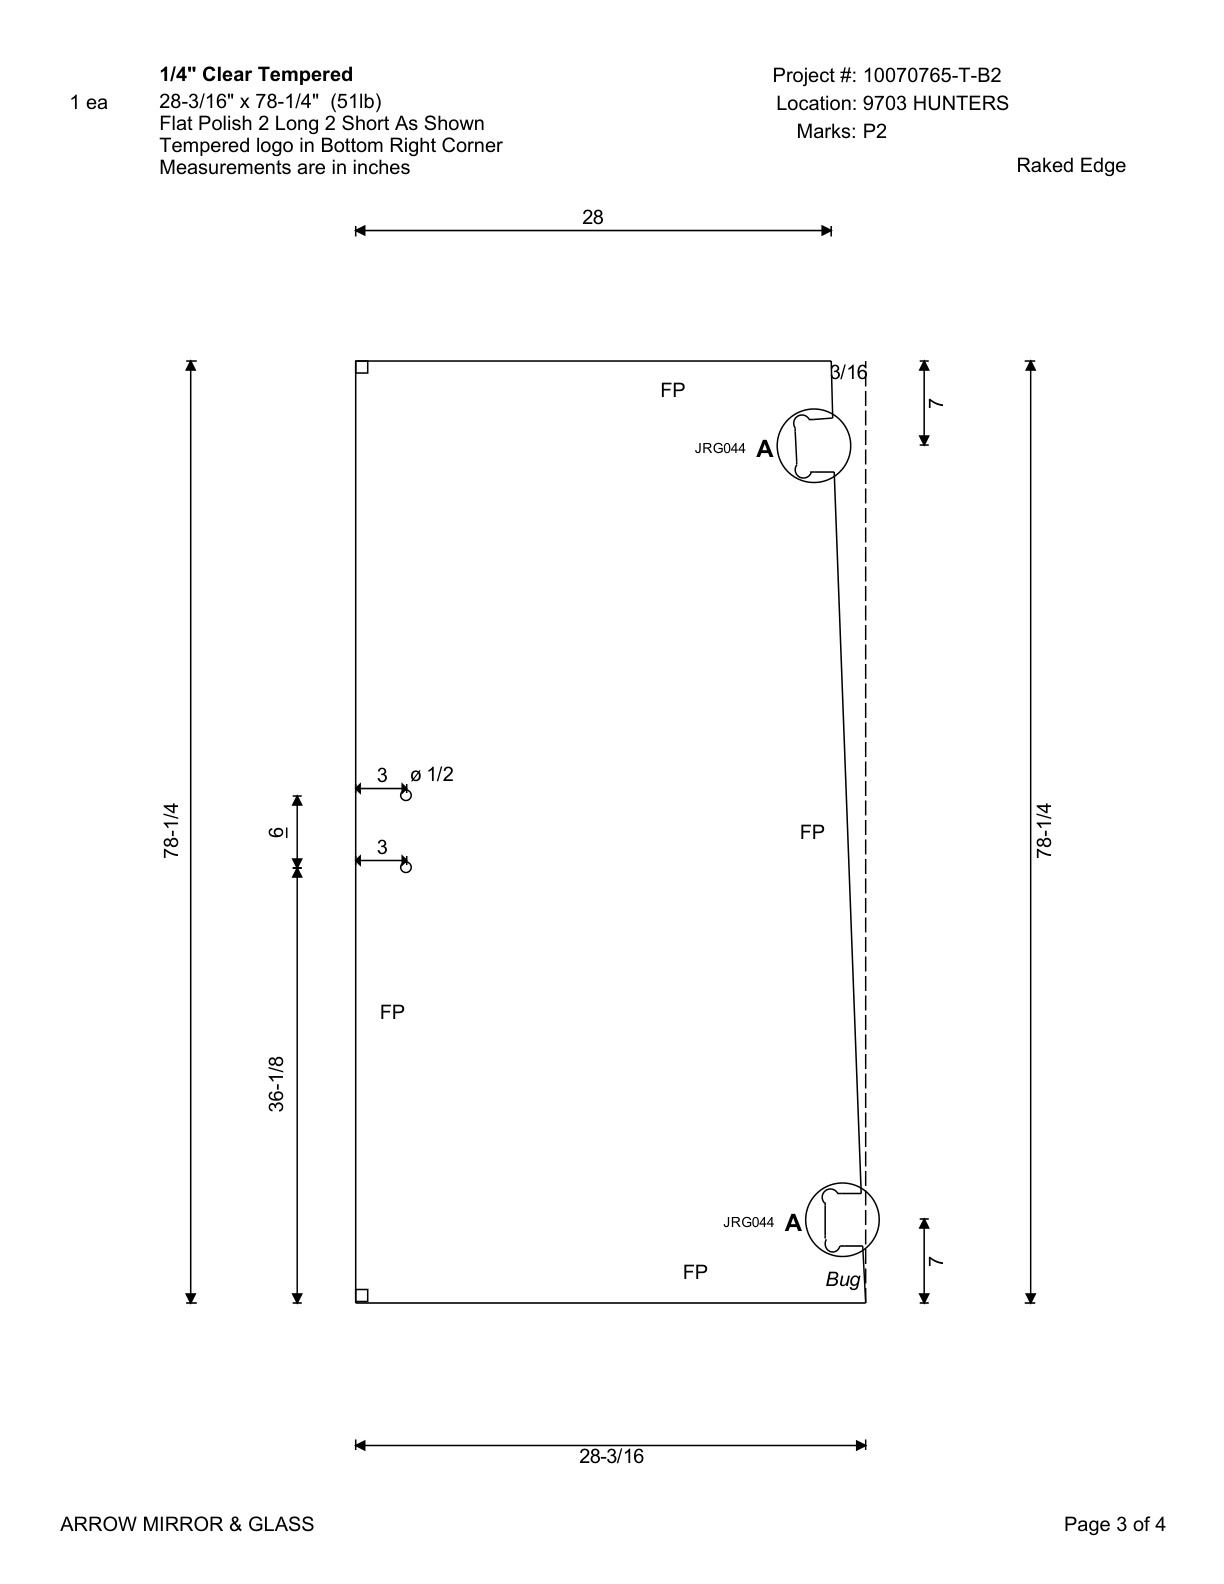 1/4" Clear Tempered
1 ea
28-3/16" x 78-1/4" (51lb)
Flat Polish 2 Long 2 Short As Shown
Tempered logo in Bottom Right Corner
Measurements are in inches
Project #: 10070765-T-B2
Location: 9703 HUNTERS
Marks: P2
Raked Edge
28
3/16
FP
7
JRG044 A
3
ø 1/2
6
78-1/4
3
FP
78-1/4
FP
36-1/8
JRG044 A
7
FP
Bug
28-3/16
ARROW MIRROR & GLASS
Page 3 of 4